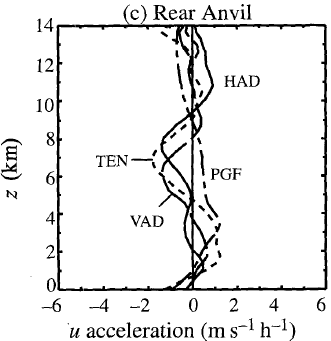 (c) Rear Anvil
14
12
HAD
10
8
z (km)
TEN
6
PGF
4
VAD
2
0
−6 −4 −2 0 2 4 6
u acceleration (m s⁻¹ h⁻¹)